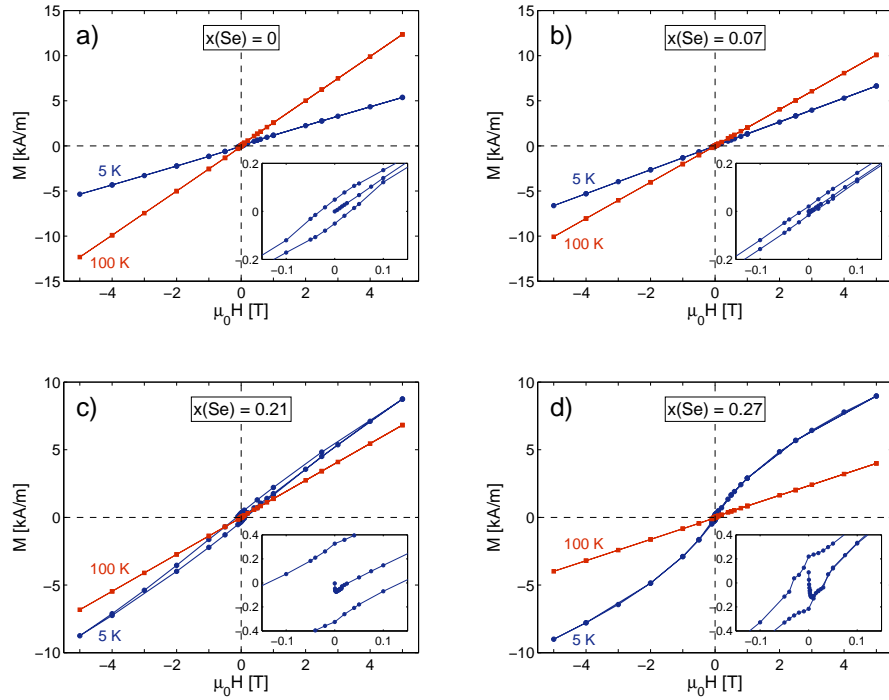 a)
x(Se) = 0
15
10
5
0
−5
−10
−15
M [kA/m]
5 K
100 K
0.2
0
−0.2
−0.1 0 0.1
−4 −2 0 2 4
μ0H [T]
b)
x(Se) = 0.07
15
10
5
0
−5
−10
−15
M [kA/m]
5 K
100 K
0.2
0
−0.2
−0.1 0 0.1
−4 −2 0 2 4
μ0H [T]
c)
x(Se) = 0.21
10
5
0
−5
−10
M [kA/m]
100 K
5 K
0.4
0.2
0
−0.2
−0.4
−0.1 0 0.1
−4 −2 0 2 4
μ0H [T]
d)
x(Se) = 0.27
10
5
0
−5
−10
M [kA/m]
100 K
5 K
0.4
0.2
0
−0.2
−0.4
−0.1 0 0.1
−4 −2 0 2 4
μ0H [T]